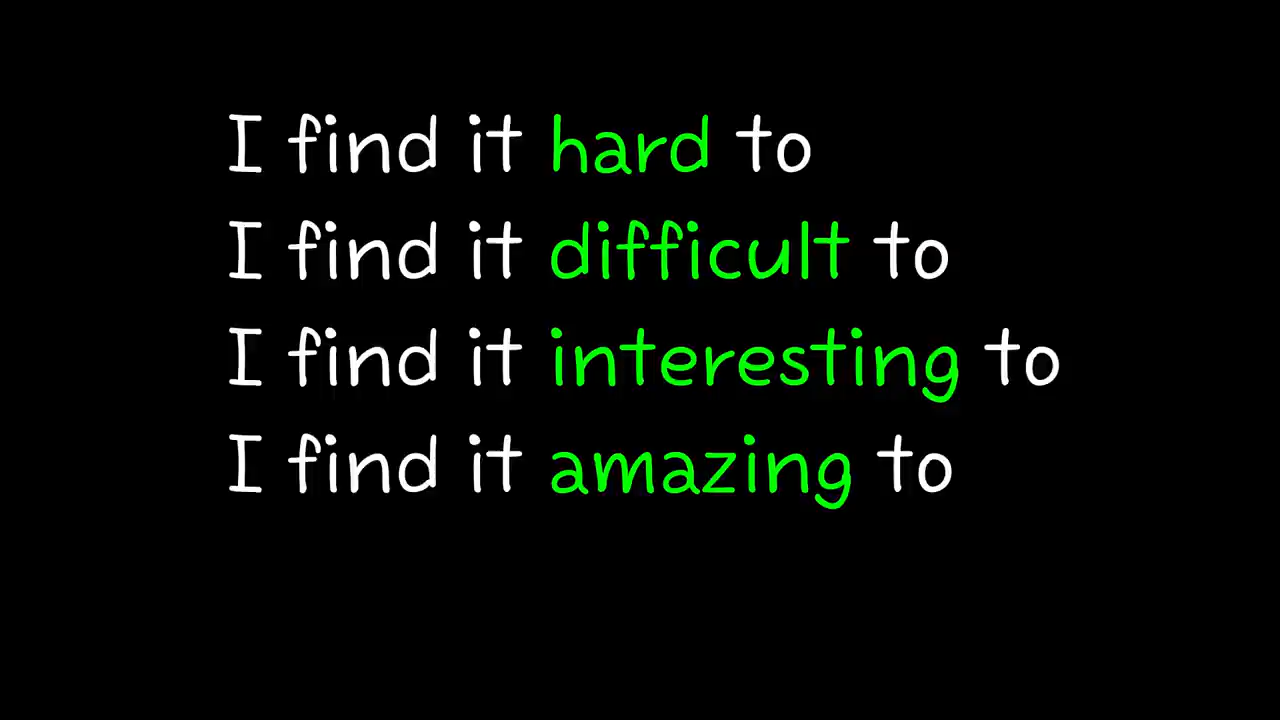 I find it hard to
I find it difficult to
I find it interesting to
I find it amazing to